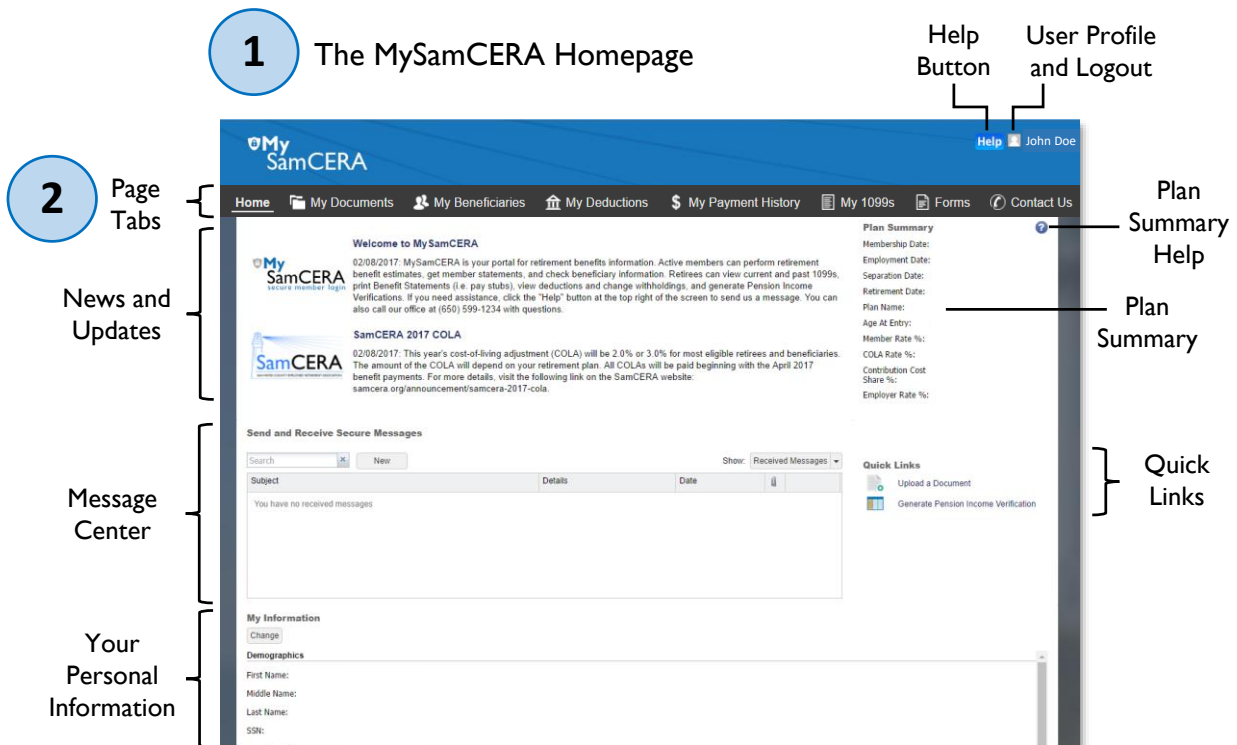 1
The MySamCERA Homepage
Help
Button
User Profile
and Logout
My
SamCERA
Help
John Doe
2
Page
Tabs
Home
My Documents
My Beneficiaries
My Deductions
$ My Payment History
My 1099s
Forms
Contact Us
News and
Updates
My
SamCERA
secure member login
Welcome to MySamCERA
02/08/2017: MySamCERA is your portal for retirement benefits information. Active members can perform retirement
benefit estimates, get member statements, and check beneficiary information. Retirees can view current and past 1099s,
print Benefit Statements (i.e. pay stubs), view deductions and change withholdings, and generate Pension Income
Verifications. If you need assistance, click the "Help" button at the top right of the screen to send us a message. You can
also call our office at (650) 599-1234 with questions.
SamCERA
SamCERA 2017 COLA
02/08/2017: This year's cost-of-living adjustment (COLA) will be 2.0% or 3.0% for most eligible retirees and beneficiaries.
The amount of the COLA will depend on your retirement plan. All COLAs will be paid beginning with the April 2017
benefit payments. For more details, visit the following link on the SamCERA website:
samcera.org/announcement/samcera-2017-cola.
Plan Summary
?
Membership Date:
Employment Date:
Separation Date:
Retirement Date:
Plan Name:
Age At Entry:
Member Rate %:
COLA Rate %:
Contribution Cost
Share %:
Employer Rate %:
Plan
Summary
Help
Plan
Summary
Message
Center
Send and Receive Secure Messages
Search
New
Show: Received Messages
Subject
Details
Date
You have no received messages
Quick Links
Upload a Document
Generate Pension Income Verification
Quick
Links
Your
Personal
Information
My Information
Change
Demographics
First Name:
Middle Name:
Last Name:
SSN: